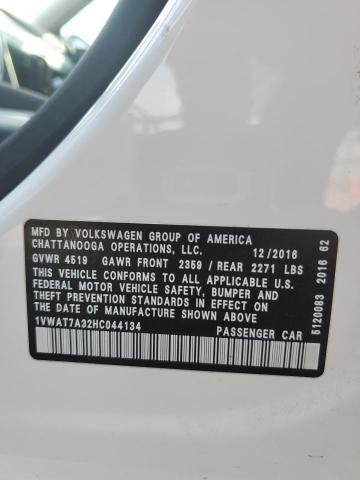 MFD BY VOLKSWAGEN GROUP OF AMERICA
CHATTANOOGA OPERATIONS, LLC. 12/2016
GVWR 4519 GAWR FRONT 2359 / REAR 2271 LBS
THIS VEHICLE CONFORMS TO ALL APPLICABLE U.S.
FEDERAL MOTOR VEHICLE SAFETY, BUMPER AND
THEFT PREVENTION STANDARDS IN EFFECT ON
THE DATE OF MANUFACTURE SHOWN ABOVE
1VWAT7A32HC044134 PASSENGER CAR
5120083 2016 62